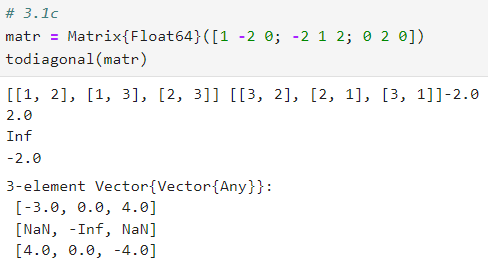 # 3.1c
matr = Matrix{Float64}([1 -2 0; -2 1 2; 0 2 0])
todiagonal(matr)
[[1, 2], [1, 3], [2, 3]] [[3, 2], [2, 1], [3, 1]]-2.0
2.0
Inf
-2.0
3-element Vector{Vector{Any}}:
[-3.0, 0.0, 4.0]
[NaN, -Inf, NaN]
[4.0, 0.0, -4.0]